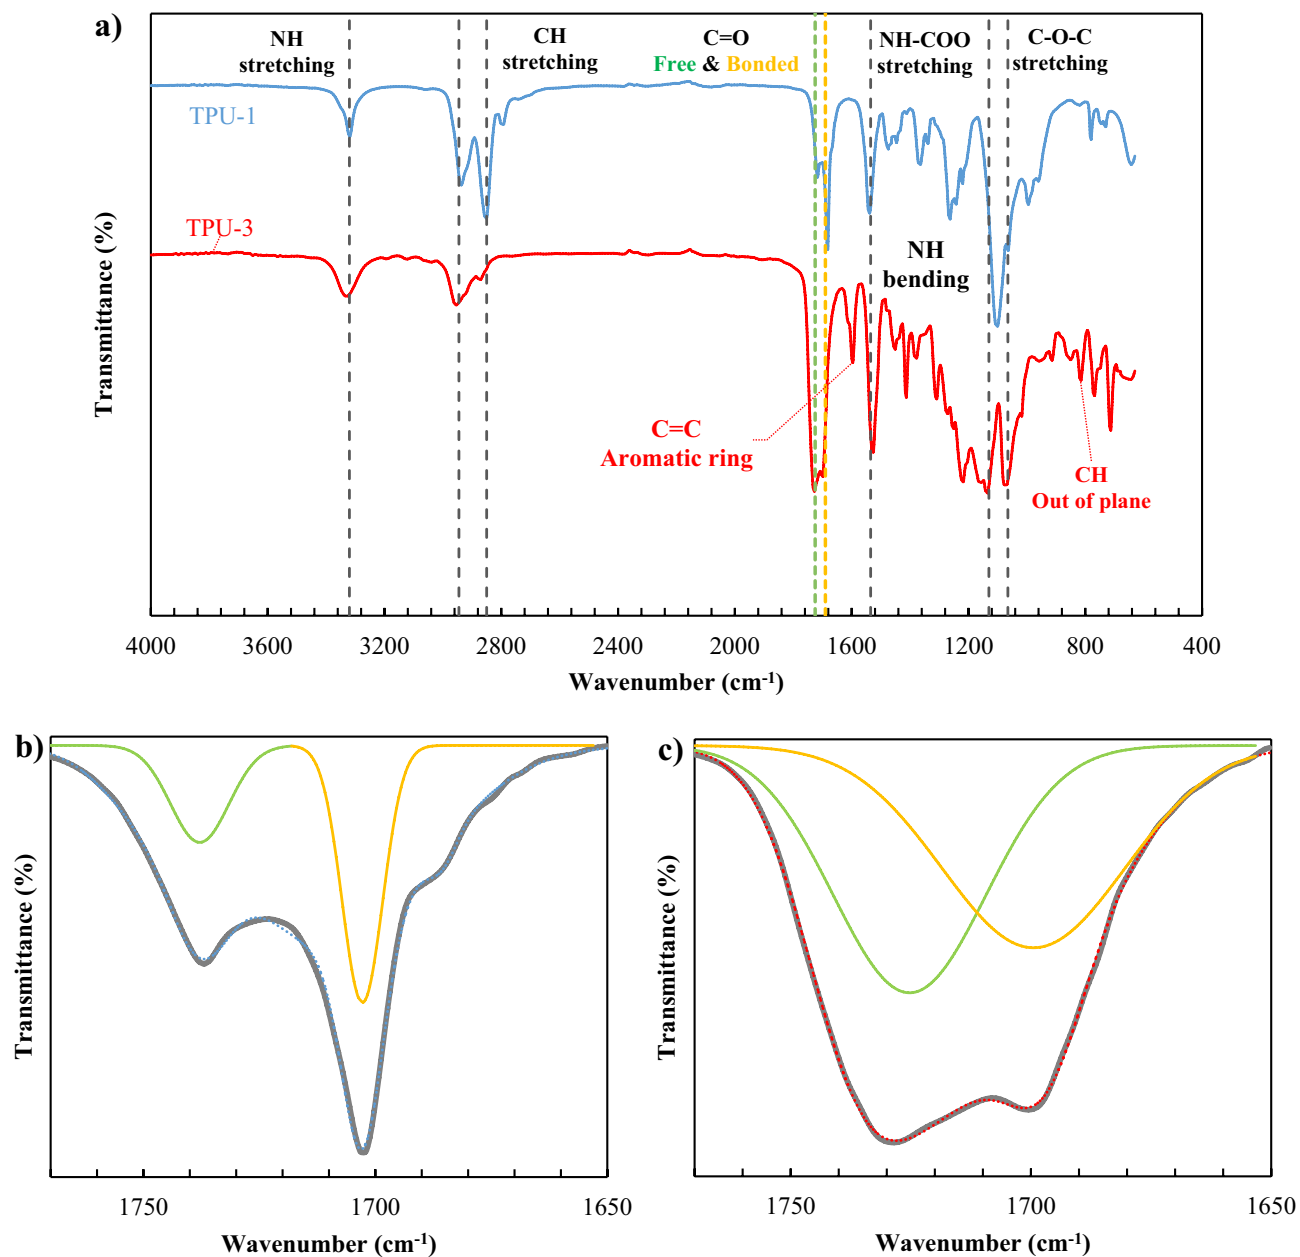 a)
NH
stretching
CH
stretching
C=O
Free & Bonded
NH-COO
stretching
C-O-C
stretching
TPU-1
TPU-3
NH
bending
C=C
Aromatic ring
CH
Out of plane
Transmittance (%)
4000 3600 3200 2800 2400 2000 1600 1200 800 400
Wavenumber (cm⁻¹)
b)
Transmittance (%)
1750 1700 1650
Wavenumber (cm⁻¹)
c)
Transmittance (%)
1750 1700 1650
Wavenumber (cm⁻¹)